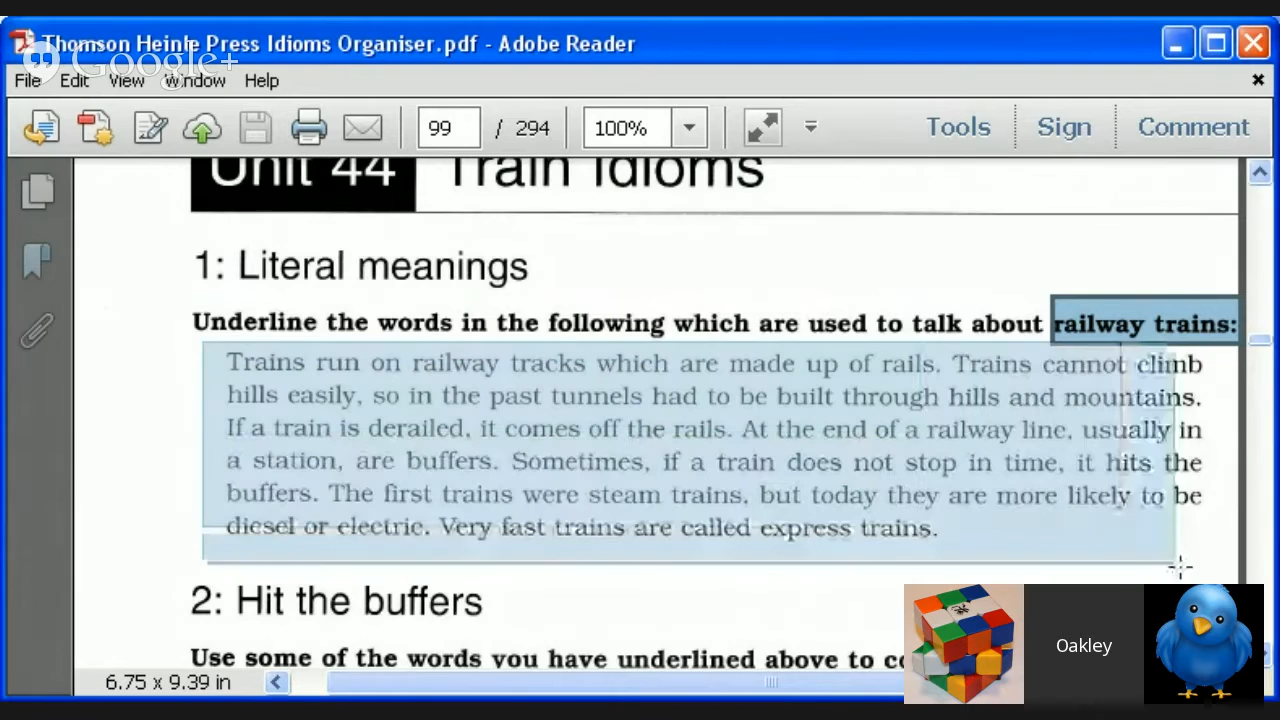 Thomson Heinle Press Idioms Organiser.pdf - Adobe Reader
Google+
File Edit View Window Help
99 / 294 100% Tools Sign Comment
Unit 44 Train Idioms
1: Literal meanings
Underline the words in the following which are used to talk about railway trains:
Trains run on railway tracks which are made up of rails. Trains cannot climb
hills easily, so in the past tunnels had to be built through hills and mountains.
If a train is derailed, it comes off the rails. At the end of a railway line, usually in
a station, are buffers. Sometimes, if a train does not stop in time, it hits the
buffers. The first trains were steam trains, but today they are more likely to be
diesel or electric. Very fast trains are called express trains.
2: Hit the buffers
Use some of the words you have underlined above to co
6.75 x 9.39 in
Oakley